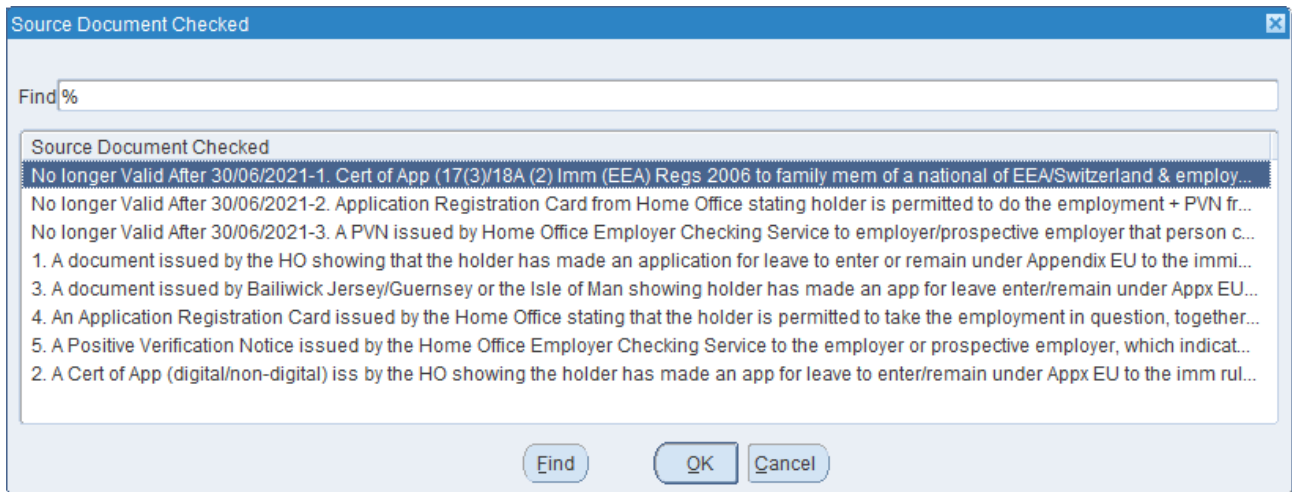 Source Document Checked
Find %
Source Document Checked
No longer Valid After 30/06/2021-1. Cert of App (17(3)/18A (2) Imm (EEA) Regs 2006 to family mem of a national of EEA/Switzerland & employ...
No longer Valid After 30/06/2021-2. Application Registration Card from Home Office stating holder is permitted to do the employment + PVN fr...
No longer Valid After 30/06/2021-3. A PVN issued by Home Office Employer Checking Service to employer/prospective employer that person c...
1. A document issued by the HO showing that the holder has made an application for leave to enter or remain under Appendix EU to the immi...
3. A document issued by Bailiwick Jersey/Guernsey or the Isle of Man showing holder has made an app for leave enter/remain under Appx EU...
4. An Application Registration Card issued by the Home Office stating that the holder is permitted to take the employment in question, together...
5. A Positive Verification Notice issued by the Home Office Employer Checking Service to the employer or prospective employer, which indicat...
2. A Cert of App (digital/non-digital) iss by the HO showing the holder has made an app for leave to enter/remain under Appx EU to the imm rul...
Find OK Cancel